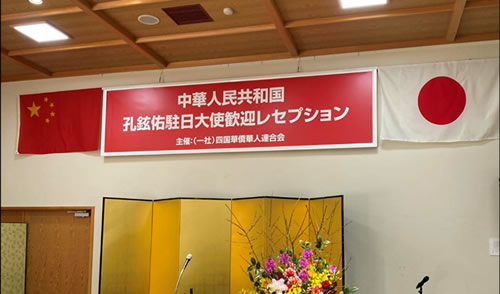 中華人民共和国
孔鉉佑駐日大使歓迎レセプション
主催:(一社)四国華僑華人連合会